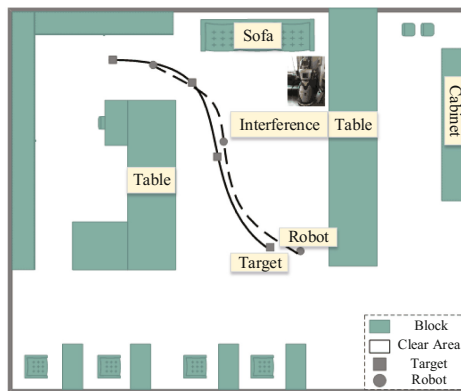 Sofa
Interference
Table
Cabinet
Table
Robot
Target
Block
Clear Area
Target
Robot